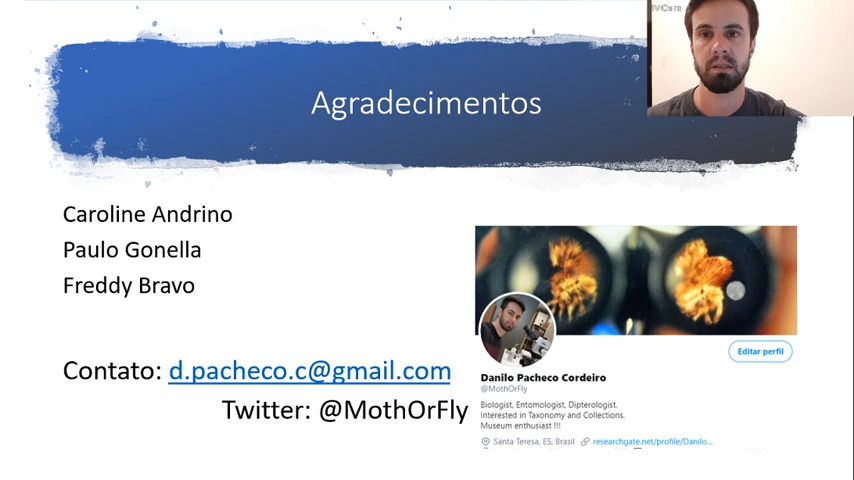 Agradecimentos
Caroline Andrino
Paulo Gonella
Freddy Bravo
Contato: d.pacheco.c@gmail.com
Twitter: @MothOrFly
Editar perfil
Danilo Pacheco Cordeiro
@MothOrFly
Biologist, Entomologist, Dipterologist.
Interested in Taxonomy and Collections.
Museum enthusiast !!!
Santa Teresa, ES, Brasil researchgate.net/profile/Danilo...